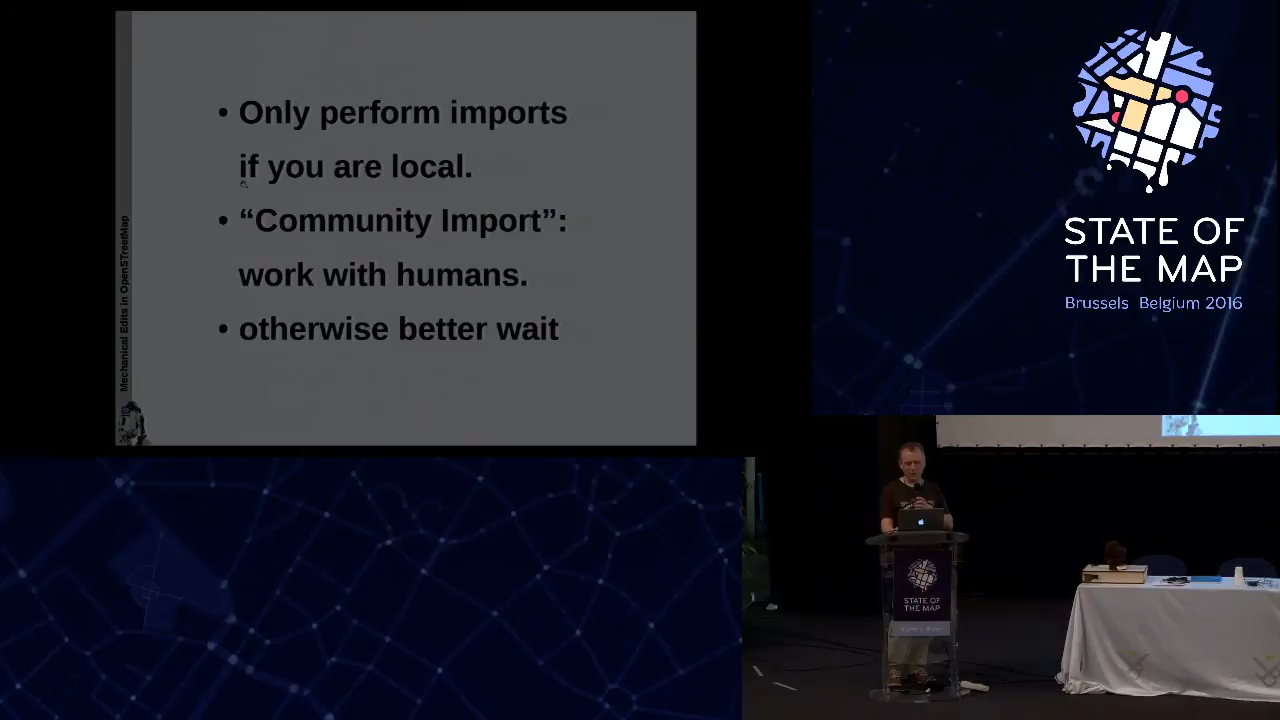 • Only perform imports
if you are local.
• “Community Import”:
work with humans.
• otherwise better wait
Mechanical Edits in OpenSTreetMap
STATE OF
THE MAP
Brussels Belgium 2016
STATE OF
THE MAP